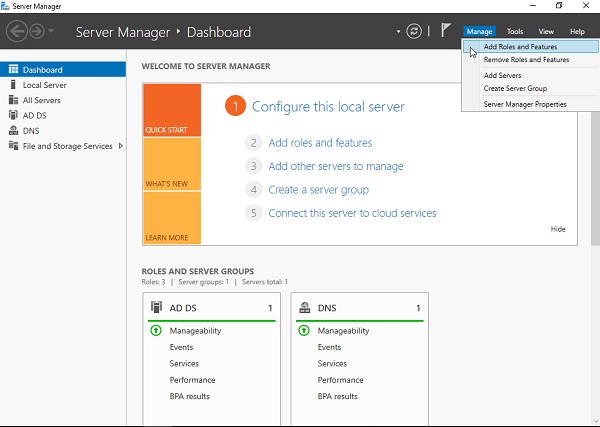 Server Manager
Server Manager ‣ Dashboard
Manage
Tools
View
Help
Add Roles and Features
Remove Roles and Features
Add Servers
Create Server Group
Server Manager Properties
Dashboard
Local Server
All Servers
AD DS
DNS
File and Storage Services
WELCOME TO SERVER MANAGER
QUICK START
WHAT'S NEW
LEARN MORE
1 Configure this local server
2 Add roles and features
3 Add other servers to manage
4 Create a server group
5 Connect this server to cloud services
Hide
ROLES AND SERVER GROUPS
Roles: 3 | Server groups: 1 | Servers total: 1
AD DS 1
Manageability
Events
Services
Performance
BPA results
DNS 1
Manageability
Events
Services
Performance
BPA results